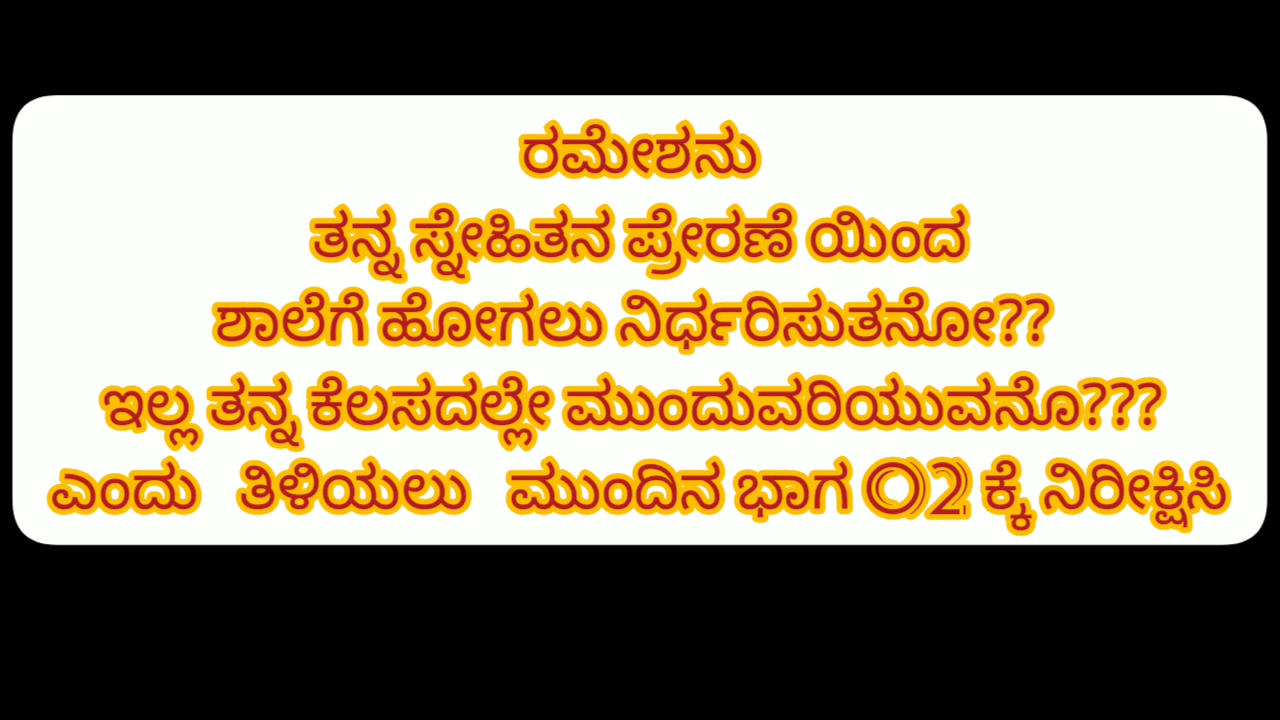 ರಮೇಶನು
ತನ್ನ ಸ್ನೇಹಿತನ ಪ್ರೇರಣೆ ಯಿಂದ
ಶಾಲೆಗೆ ಹೋಗಲು ನಿರ್ಧರಿಸುತನೋ??
ಇಲ್ಲ ತನ್ನ ಕೆಲಸದಲ್ಲೇ ಮುಂದುವರಿಯುವನೊ???
ಎಂದು ತಿಳಿಯಲು ಮುಂದಿನ ಭಾಗ 02 ಕ್ಕೆ ನಿರೀಕ್ಷಿಸಿ